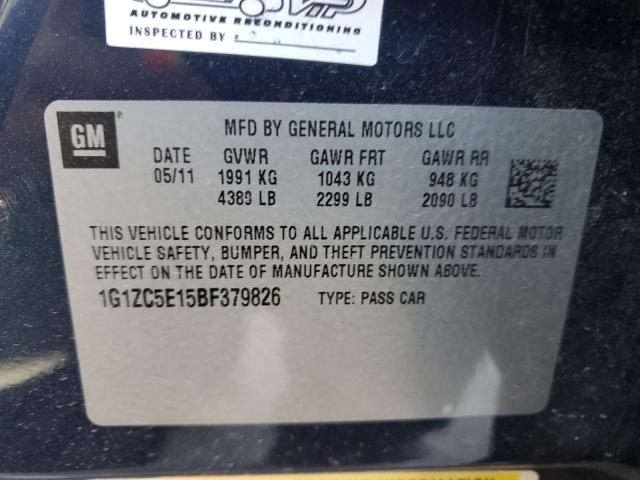 VIP
AUTOMOTIVE RECONDITIONING
INSPECTED BY
GM
MFD BY GENERAL MOTORS LLC
DATE GVWR GAWR FRT GAWR RR
05/11 1991 KG 1043 KG 948 KG
4389 LB 2299 LB 2090 LB
THIS VEHICLE CONFORMS TO ALL APPLICABLE U.S. FEDERAL MOTOR
VEHICLE SAFETY, BUMPER, AND THEFT PREVENTION STANDARDS IN
EFFECT ON THE DATE OF MANUFACTURE SHOWN ABOVE.
1G1ZC5E15BF379826 TYPE: PASS CAR